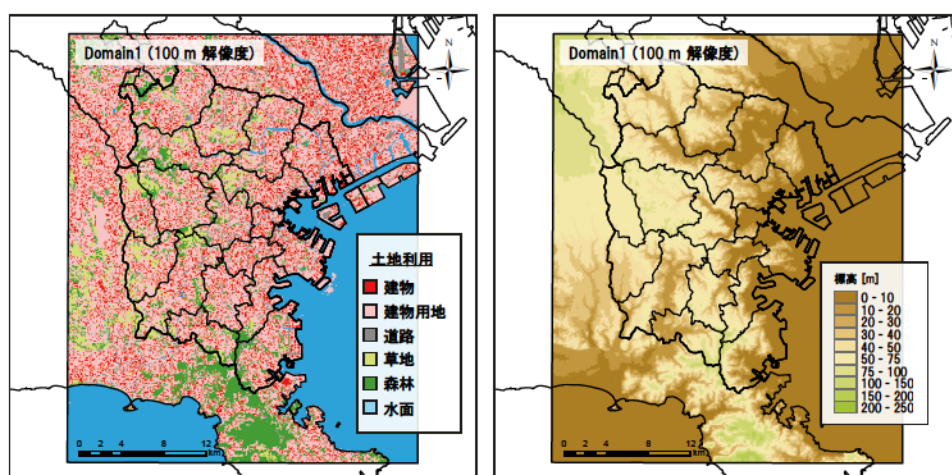 Domain1 (100 m 解像度)
N
土地利用
建物
建物用地
道路
草地
森林
水面
0 2 4 8 12
km
Domain1 (100 m 解像度)
N
標高 [m]
0 - 10
10 - 20
20 - 30
30 - 40
40 - 50
50 - 75
75 - 100
100 - 150
150 - 200
200 - 250
0 2 4 8 12
km